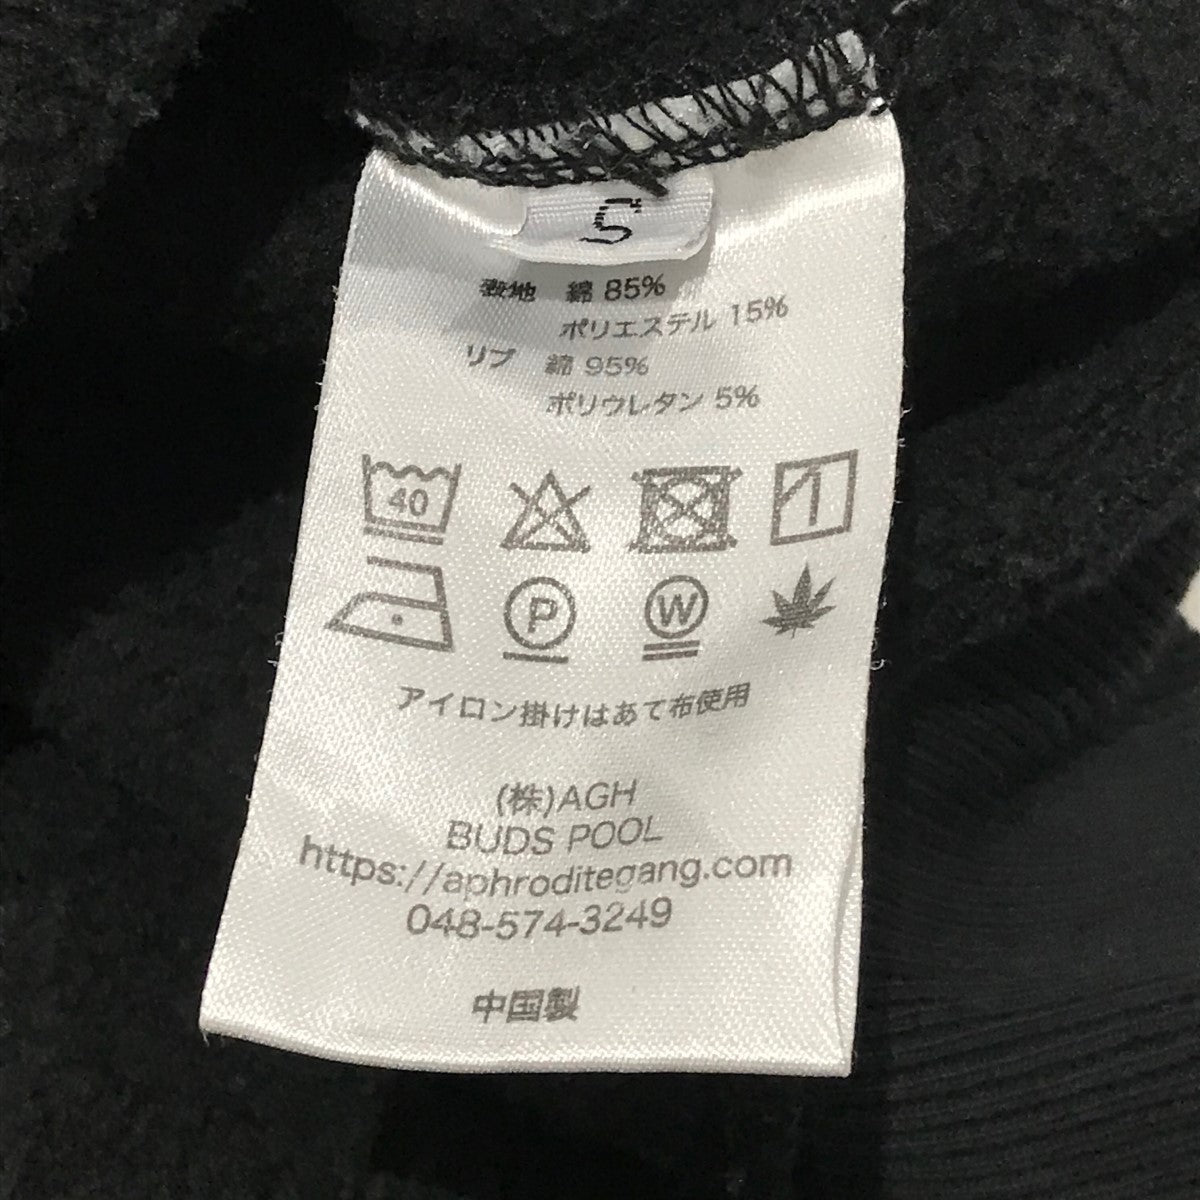 S
表地 綿 85%
ポリエステル 15%
リブ 綿 95%
ポリウレタン 5%
40
P W
アイロン掛けはあて布使用
(株)AGH
BUDS POOL
https://aphroditegang.com
048-574-3249
中国製